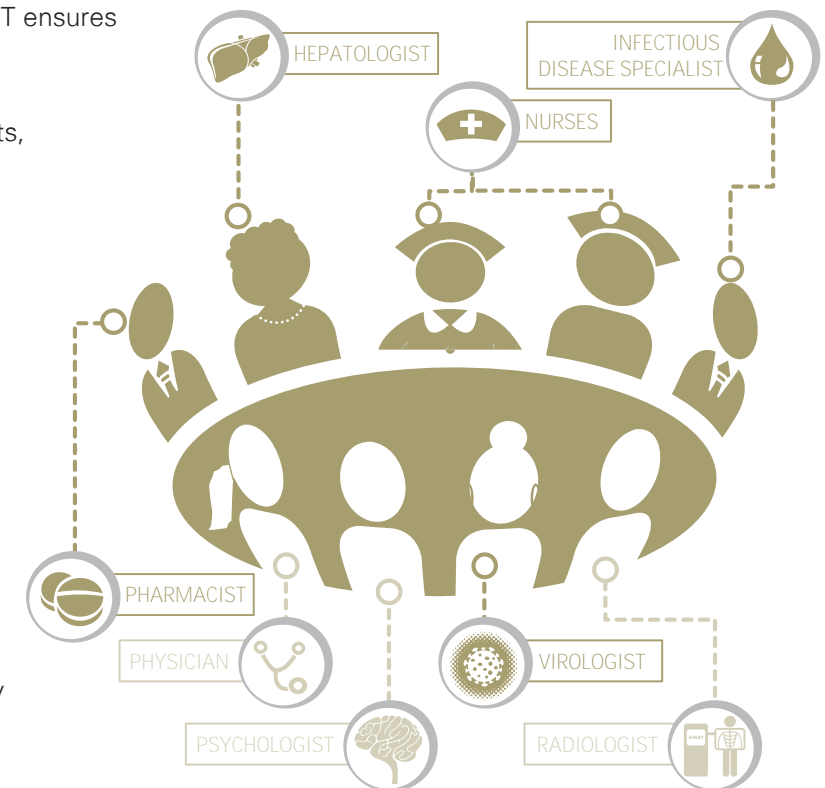 T ensures
HEPATOLOGIST
INFECTIOUS
DISEASE SPECIALIST
NURSES
ts,
PHARMACIST
PHYSICIAN
VIROLOGIST
y
PSYCHOLOGIST
RADIOLOGIST